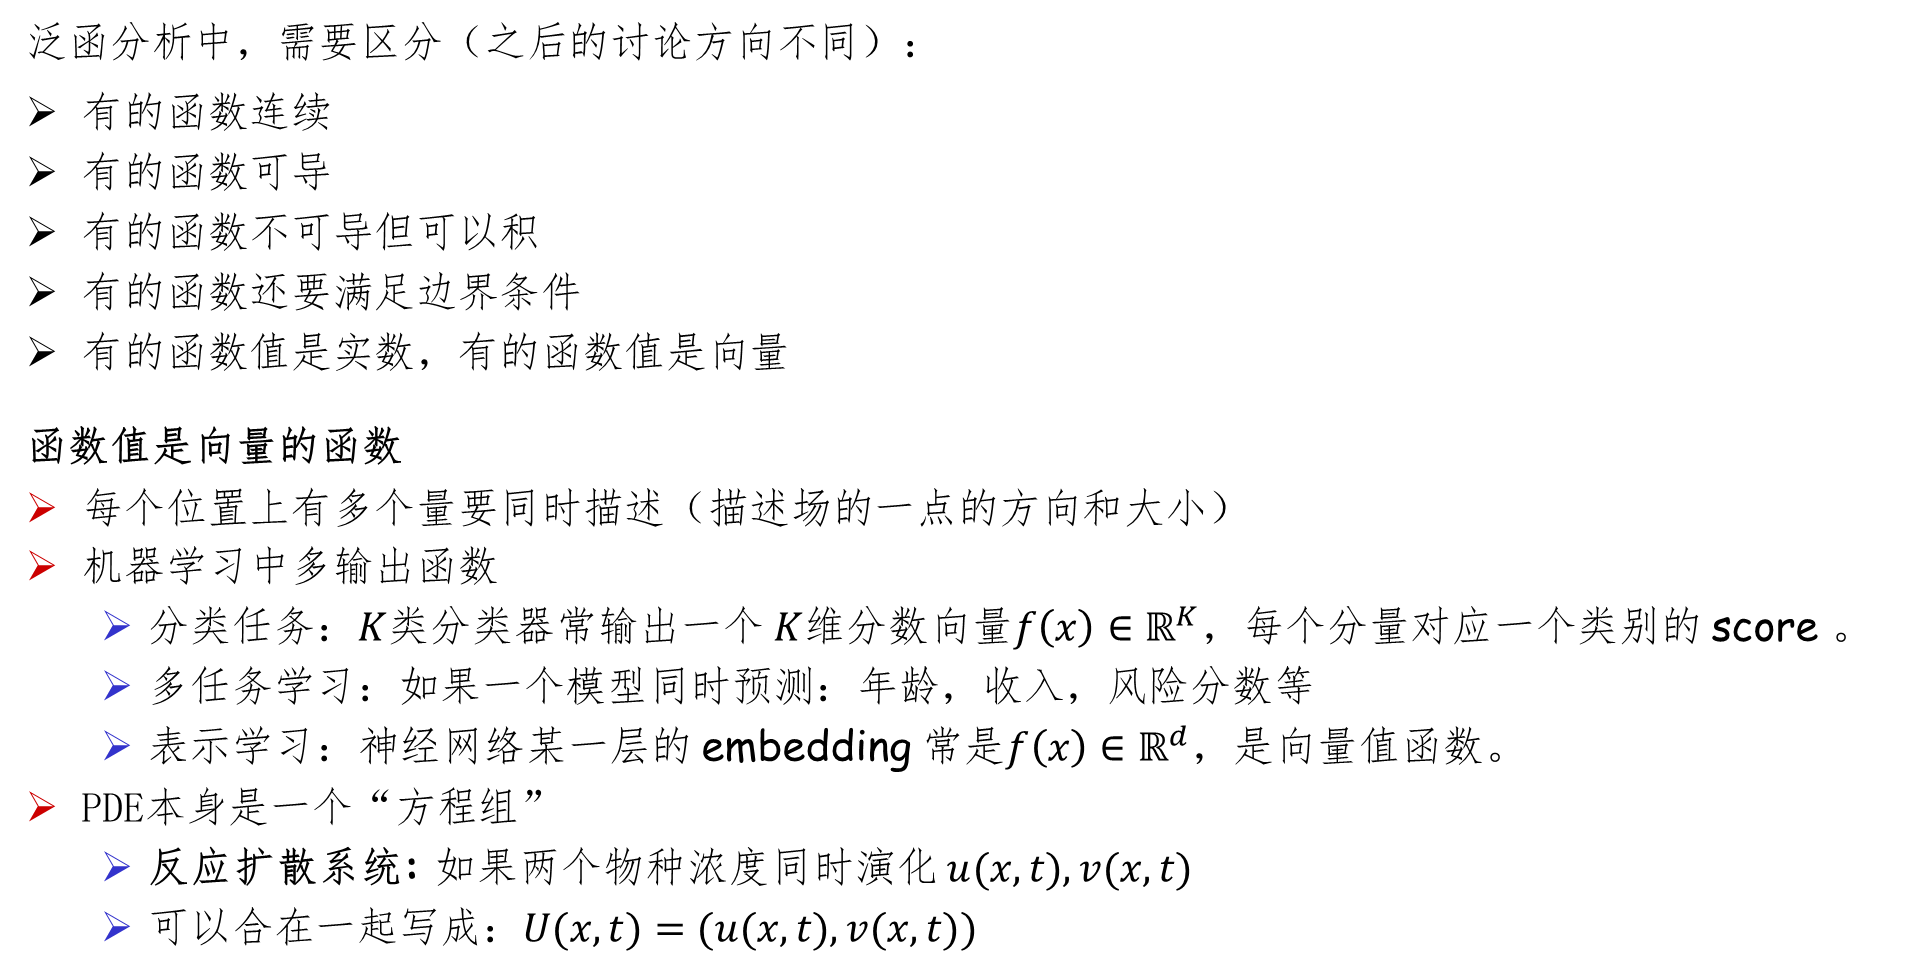 泛函分析中，需要区分（之后的讨论方向不同）：
➢ 有的函数连续
➢ 有的函数可导
➢ 有的函数不可导但可以积
➢ 有的函数还要满足边界条件
➢ 有的函数值是实数，有的函数值是向量
函数值是向量的函数
➢ 每个位置上有多个量要同时描述（描述场的一点的方向和大小）
➢ 机器学习中多输出函数
➢ 分类任务：K类分类器常输出一个 K维分数向量f(x) ∈ ℝ^K，每个分量对应一个类别的 score 。
➢ 多任务学习：如果一个模型同时预测：年龄，收入，风险分数等
➢ 表示学习：神经网络某一层的 embedding 常是f(x) ∈ ℝ^d，是向量值函数。
➢ PDE本身是一个“方程组”
➢ 反应扩散系统：如果两个物种浓度同时演化 u(x, t), v(x, t)
➢ 可以合在一起写成：U(x, t) = (u(x, t), v(x, t))